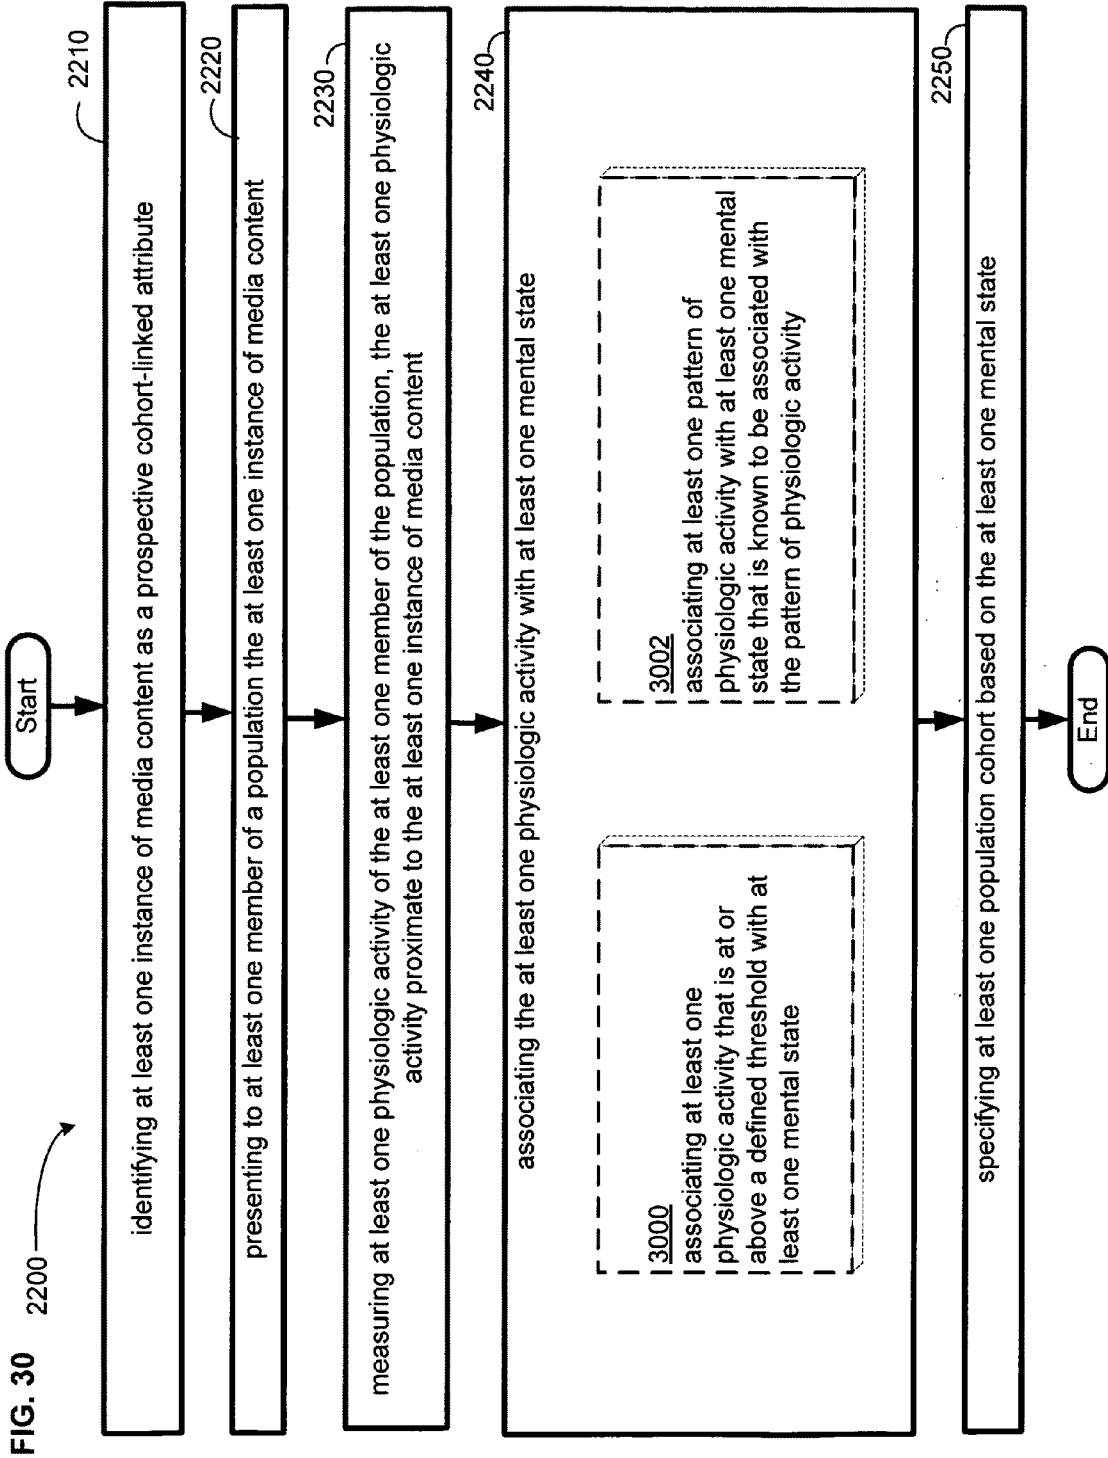 FIG. 30
2200
Start
2210
identifying at least one instance of media content as a prospective cohort-linked attribute
2220
presenting to at least one member of a population the at least one instance of media content
2230
measuring at least one physiologic activity of the at least one member of the population, the at least one physiologic
activity proximate to the at least one instance of media content
2240
associating the at least one physiologic activity with at least one mental state
3000
associating at least one
physiologic activity that is at or
above a defined threshold with at
least one mental state
3002
associating at least pattern of
physiologic activity with at least one mental
state that is known to be associated with
the pattern of physiologic activity
2250
specifying at least one population cohort based on the at least one mental state
End